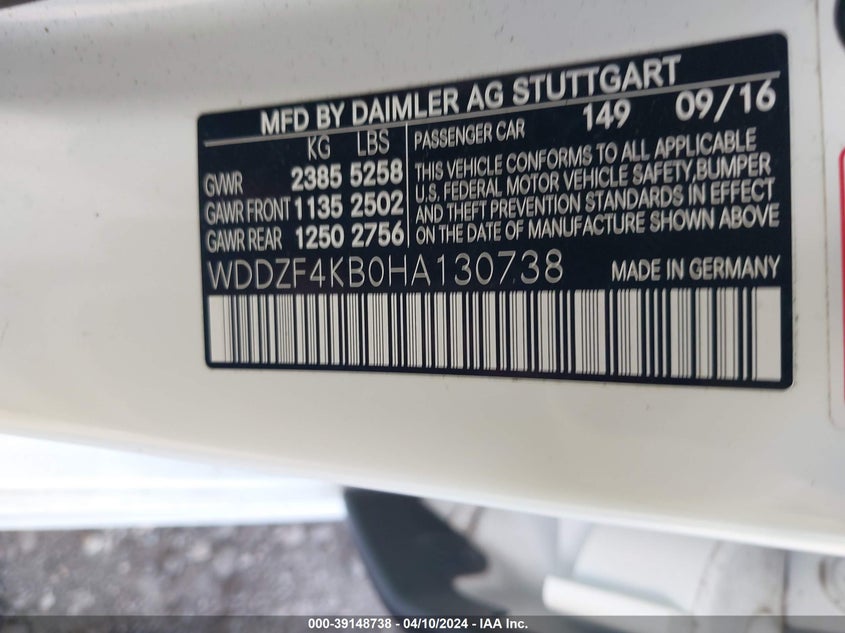 MFD BY DAIMLER AG STUTTGART
KG LBS
GVWR 2385 5258
GAWR FRONT 1135 2502
GAWR REAR 1250 2756
PASSENGER CAR 149 09/16
THIS VEHICLE CONFORMS TO ALL APPLICABLE
U.S. FEDERAL MOTOR VEHICLE SAFETY,BUMPER
AND THEFT PREVENTION STANDARDS IN EFFECT
ON THE DATE OF MANUFACTURE SHOWN ABOVE
WDDZF4KB0HA130738 MADE IN GERMANY
000-39148738 - 04/10/2024 - IAA Inc.